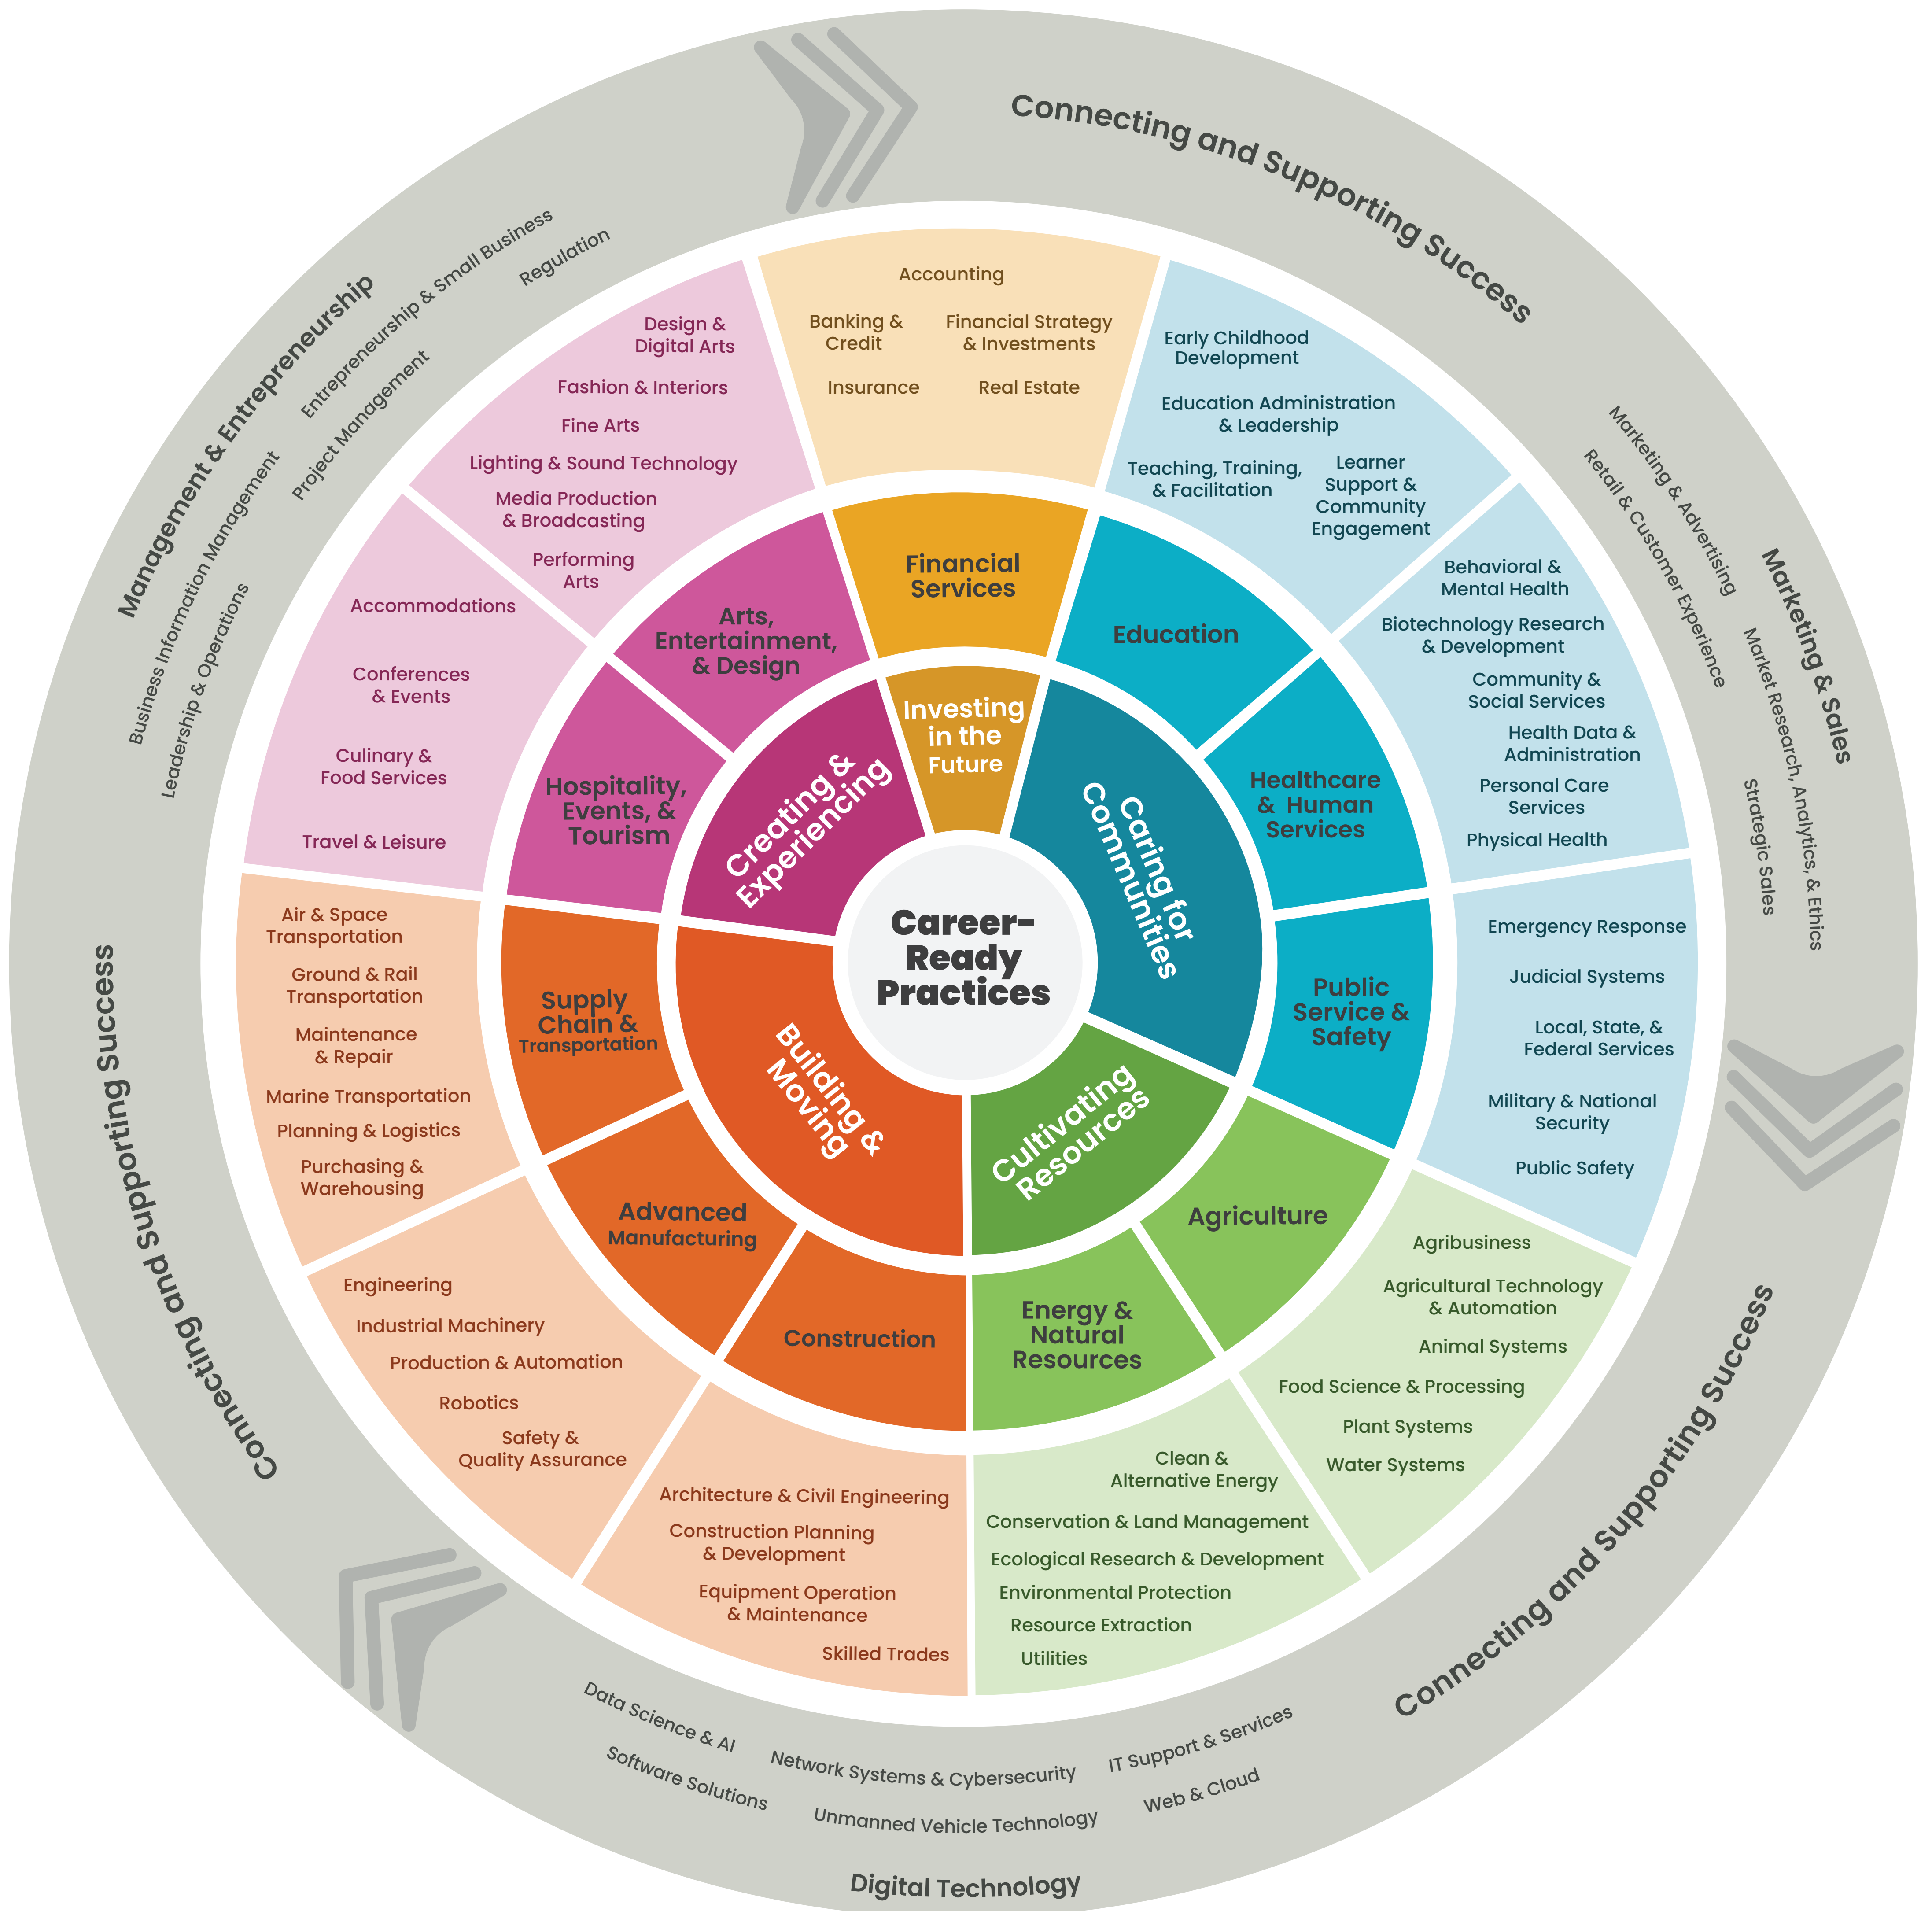 Connecting and Supporting Success
Management & Entrepreneurship
Entrepreneurship & Small Business
Regulation
Business Information Management
Project Management
Leadership & Operations
Marketing & Sales
Marketing & Advertising
Retail & Customer Experience
Market Research, Analytics, & Ethics
Strategic Sales
Connecting and Supporting Success
Digital Technology
Data Science & AI
Network Systems & Cybersecurity
IT Support & Services
Software Solutions
Unmanned Vehicle Technology
Web & Cloud
Connecting and Supporting Success
Career-
Ready
Practices
Investing
in the
Future
Financial
Services
Accounting
Banking &
Credit
Financial Strategy
& Investments
Insurance
Real Estate
Caring for
Communities
Education
Early Childhood
Development
Education Administration
& Leadership
Teaching, Training,
& Facilitation
Learner
Support &
Community
Engagement
Healthcare
& Human
Services
Behavioral &
Mental Health
Biotechnology Research
& Development
Community &
Social Services
Health Data &
Administration
Personal Care
Services
Physical Health
Public
Service &
Safety
Emergency Response
Judicial Systems
Local, State, &
Federal Services
Military & National
Security
Public Safety
Cultivating
Resources
Agriculture
Agribusiness
Agricultural Technology
& Automation
Animal Systems
Food Science & Processing
Plant Systems
Water Systems
Energy &
Natural
Resources
Clean &
Alternative Energy
Conservation & Land Management
Ecological Research & Development
Environmental Protection
Resource Extraction
Utilities
Building &
Moving
Construction
Architecture & Civil Engineering
Construction Planning
& Development
Equipment Operation
& Maintenance
Skilled Trades
Advanced
Manufacturing
Engineering
Industrial Machinery
Production & Automation
Robotics
Safety &
Quality Assurance
Supply
Chain &
Transportation
Air & Space
Transportation
Ground & Rail
Transportation
Maintenance
& Repair
Marine Transportation
Planning & Logistics
Purchasing &
Warehousing
Creating &
Experiencing
Hospitality,
Events, &
Tourism
Accommodations
Conferences
& Events
Culinary &
Food Services
Travel & Leisure
Arts,
Entertainment,
& Design
Design &
Digital Arts
Fashion & Interiors
Fine Arts
Lighting & Sound Technology
Media Production
& Broadcasting
Performing
Arts